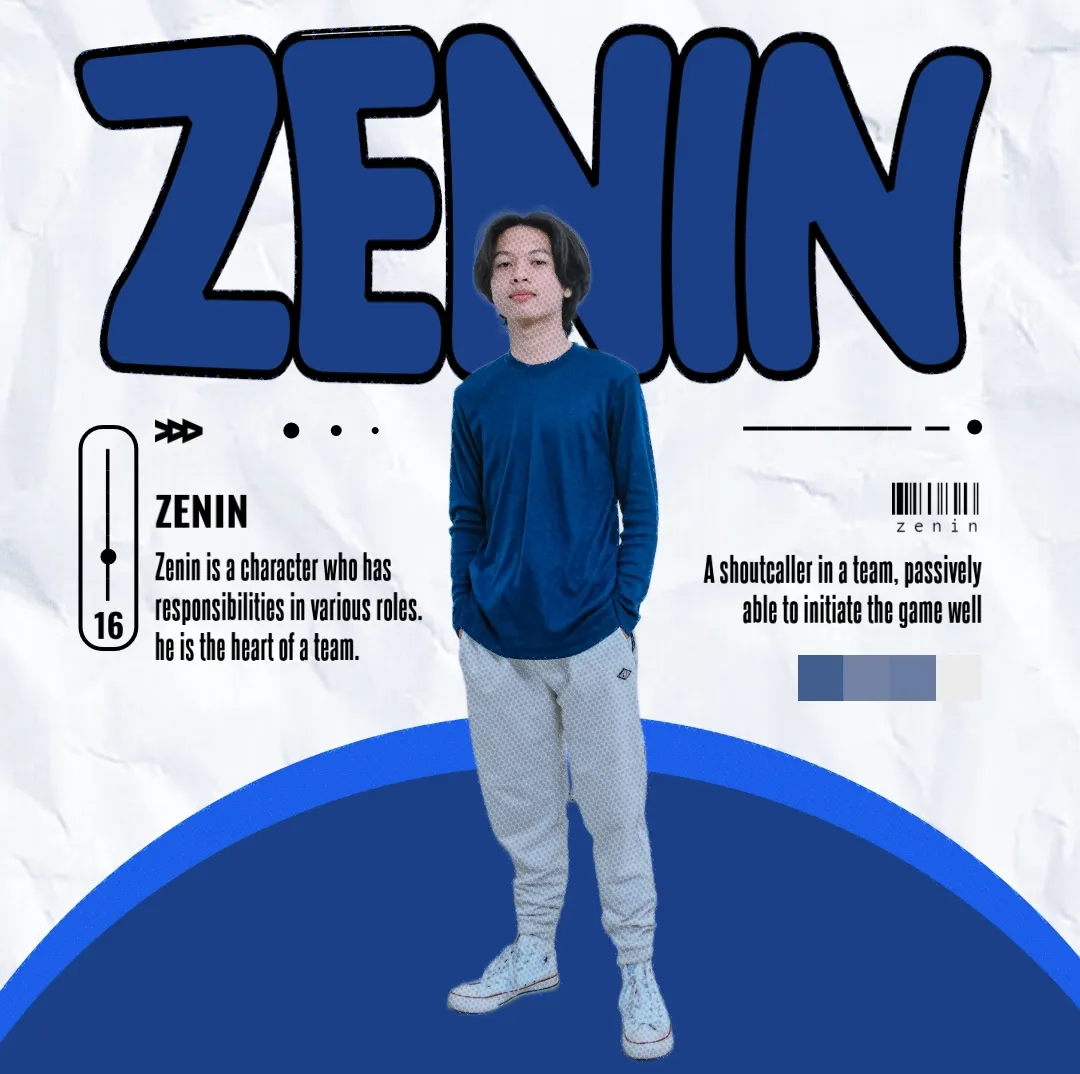 ZENIN
ZENIN
Zenin is a character who has
responsibilities in various roles.
he is the heart of a team.
16
zenin
A shoutcaller in a team, passively
able to initiate the game well